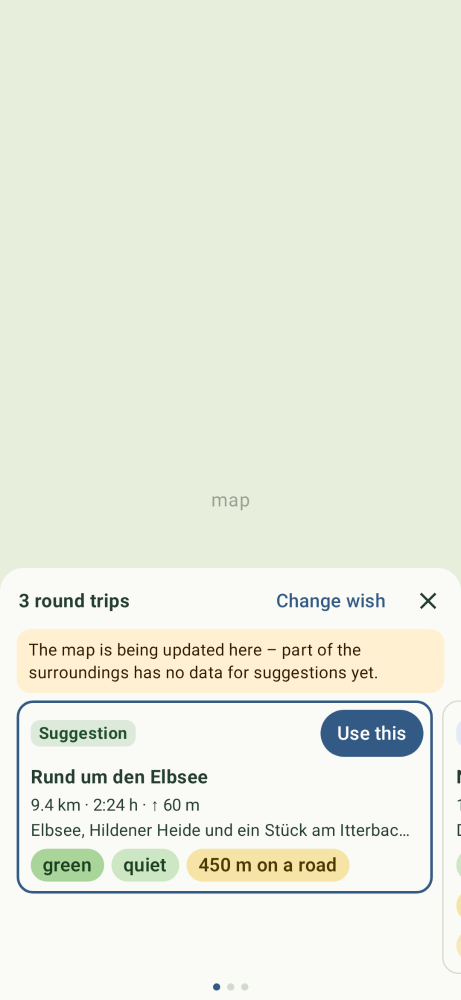 map
3 round trips
Change wish
The map is being updated here – part of the
surroundings has no data for suggestions yet.
Suggestion
Use this
Rund um den Elbsee
9.4 km · 2:24 h · ↑ 60 m
Elbsee, Hildener Heide und ein Stück am Itterbac…
green
quiet
450 m on a road